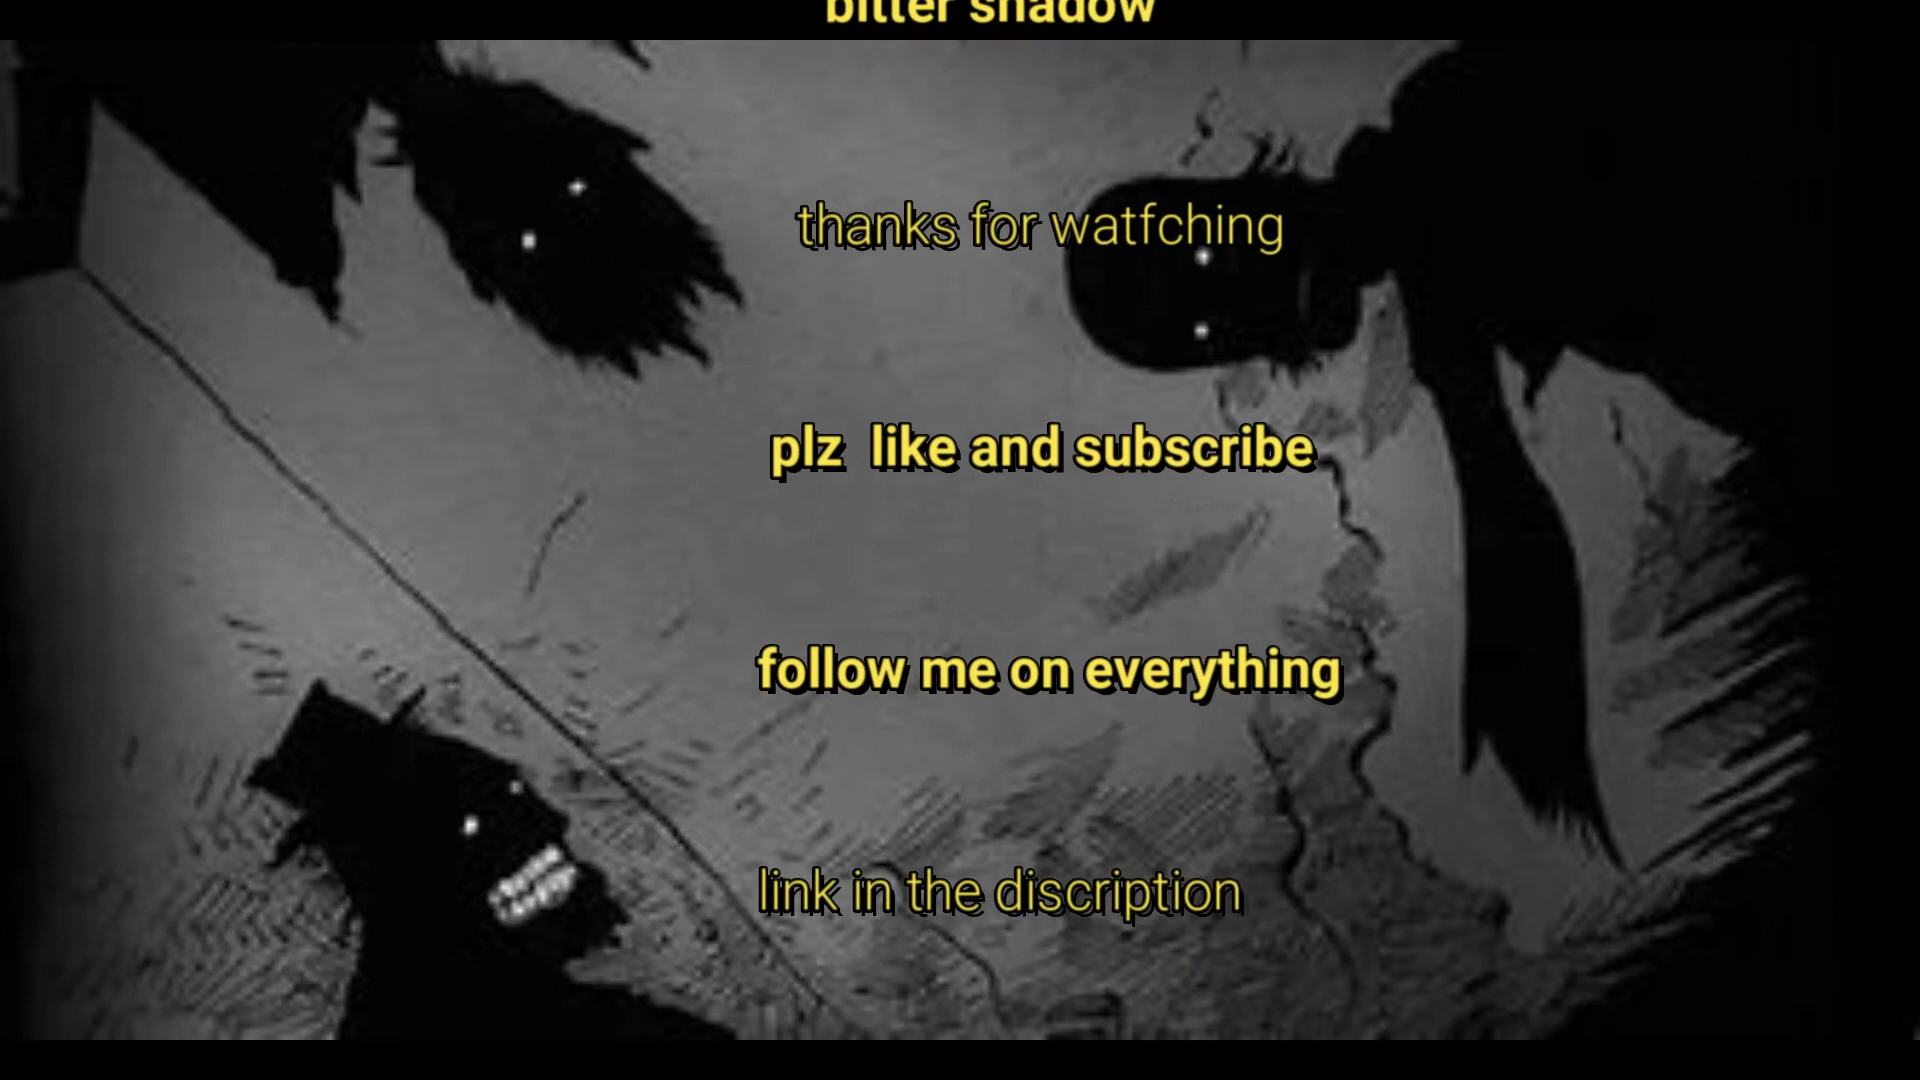 bitter shadow
thanks for watfching
plz  like and subscribe
follow me on everything
link in the discription